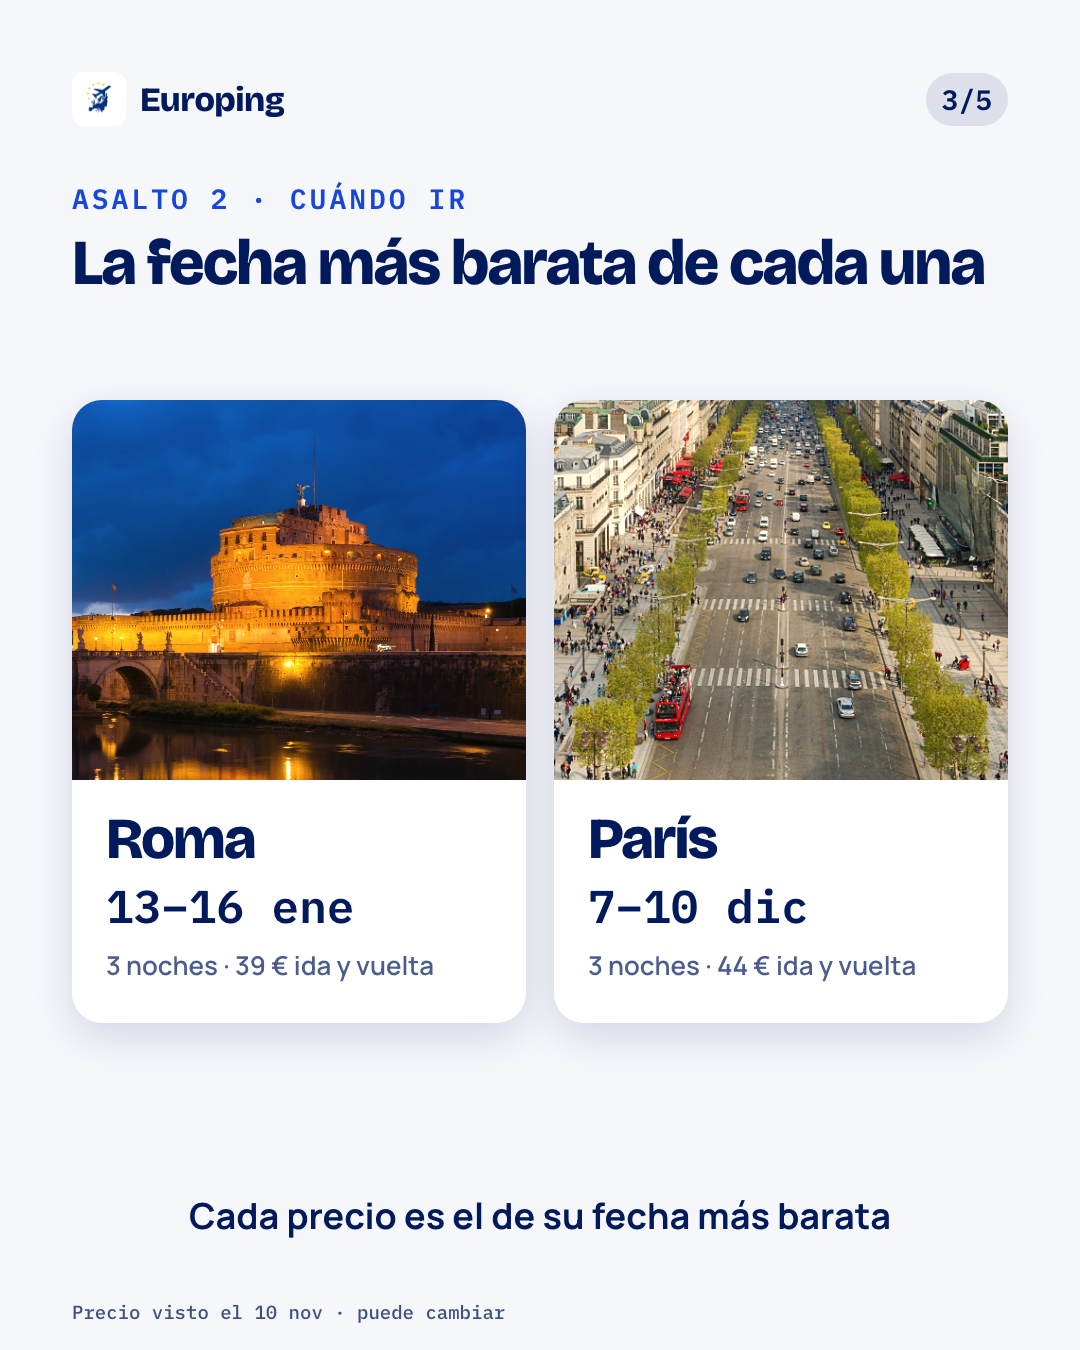 Europing
3/5
ASALTO 2 · CUÁNDO IR
La fecha más barata de cada una
Roma
13–16 ene
3 noches · 39 € ida y vuelta
París
7–10 dic
3 noches · 44 € ida y vuelta
Cada precio es el de su fecha más barata
Precio visto el 10 nov · puede cambiar